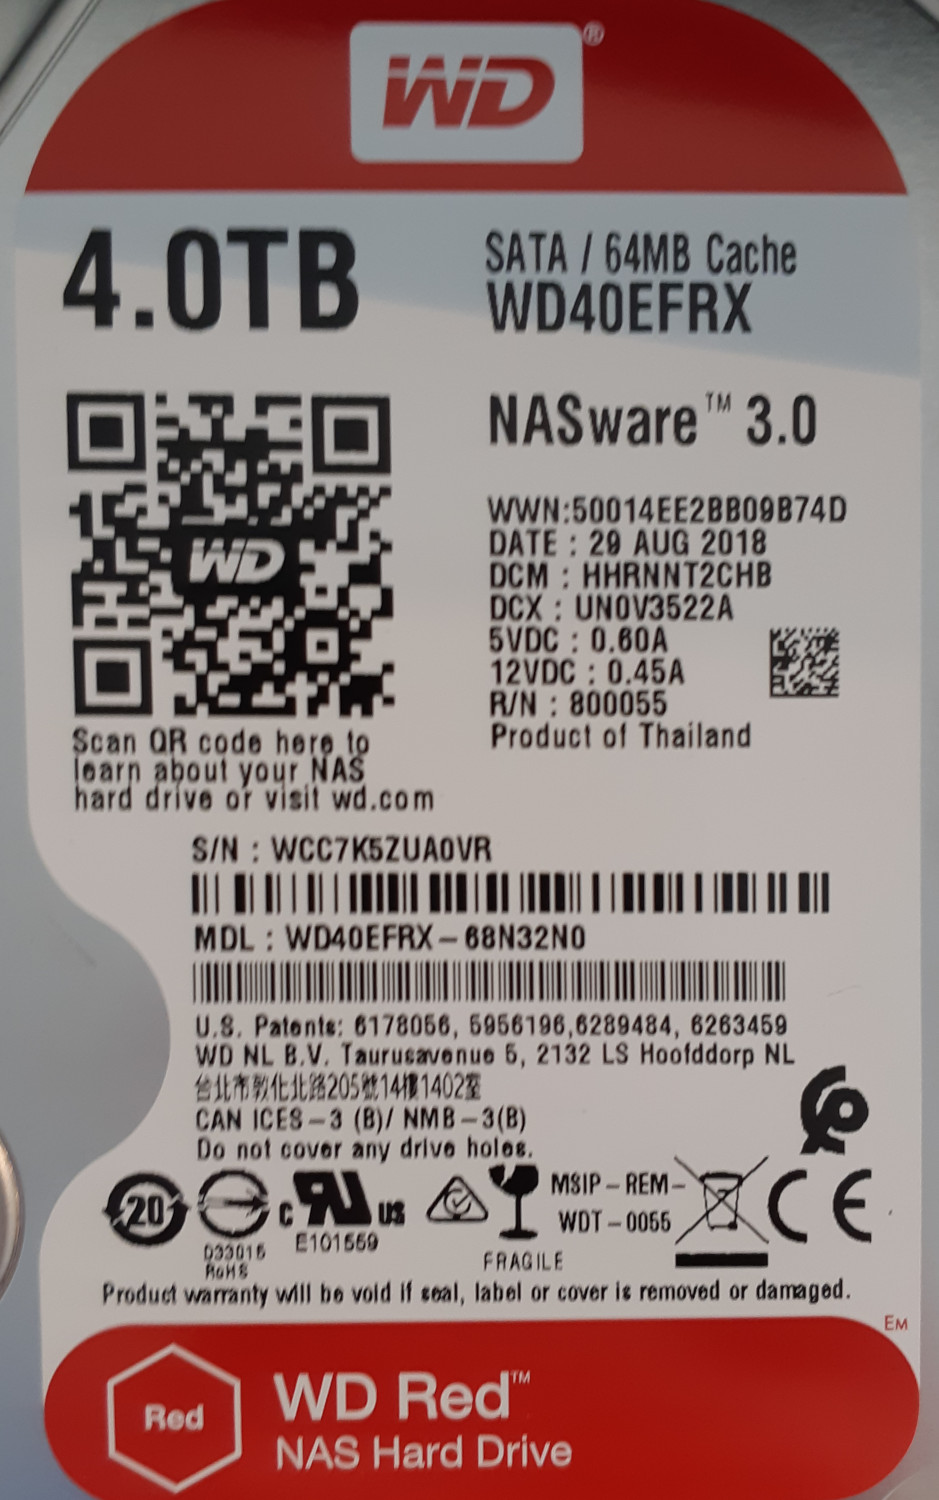 WD®
4.0TB
SATA / 64MB Cache
WD40EFRX
NASware™ 3.0
WWN:50014EE2BB09B74D
DATE : 29 AUG 2018
DCM : HHRNNT2CHB
DCX : UN0V3522A
5VDC : 0.60A
12VDC : 0.45A
R/N : 800055
Product of Thailand
WD
Scan QR code here to
learn about your NAS
hard drive or visit wd.com
S/N : WCC7K5ZUA0VR
MDL : WD40EFRX – 68N32N0
U.S. Patents: 6178056, 5956196,6289484, 6263459
WD NL B.V. Taurusavenue 5, 2132 LS Hoofddorp NL
台北市敦化北路205號14樓1402室
CAN ICES – 3 (B)/ NMB – 3(B)
Do not cover any drive holes.
20
D33015
RoHS
c RU US
E101559
FRAGILE
MSIP – REM –
WDT – 0055
CE
Product warranty will be void if seal, label or cover is removed or damaged.
EM
Red
WD Red™
NAS Hard Drive